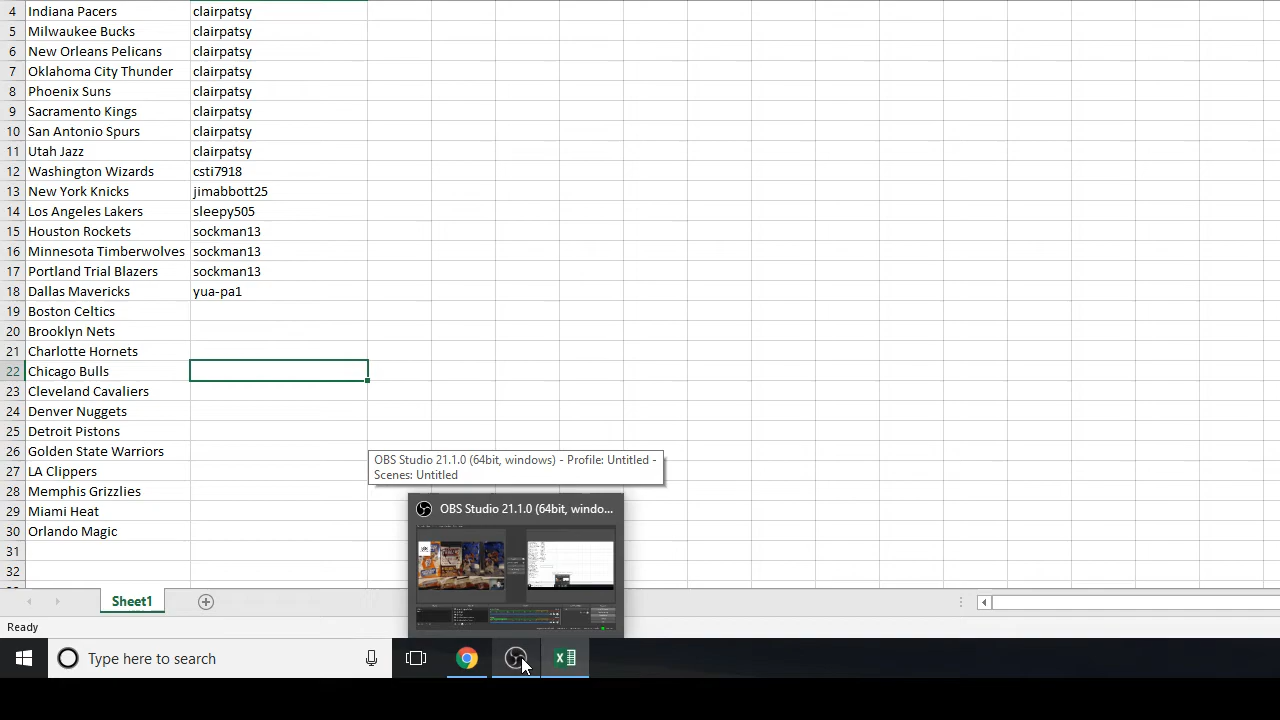 4 Indiana Pacers clairpatsy
5 Milwaukee Bucks clairpatsy
6 New Orleans Pelicans clairpatsy
7 Oklahoma City Thunder clairpatsy
8 Phoenix Suns clairpatsy
9 Sacramento Kings clairpatsy
10 San Antonio Spurs clairpatsy
11 Utah Jazz clairpatsy
12 Washington Wizards csti7918
13 New York Knicks jimabbott25
14 Los Angeles Lakers sleepy505
15 Houston Rockets sockman13
16 Minnesota Timberwolves sockman13
17 Portland Trial Blazers sockman13
18 Dallas Mavericks yua-pa1
19 Boston Celtics
20 Brooklyn Nets
21 Charlotte Hornets
22 Chicago Bulls
23 Cleveland Cavaliers
24 Denver Nuggets
25 Detroit Pistons
26 Golden State Warriors
27 LA Clippers
28 Memphis Grizzlies
29 Miami Heat
30 Orlando Magic
31
32
OBS Studio 21.1.0 (64bit, windows) - Profile: Untitled -
Scenes: Untitled
OBS Studio 21.1.0 (64bit, windo...
Sheet1
Ready
Type here to search